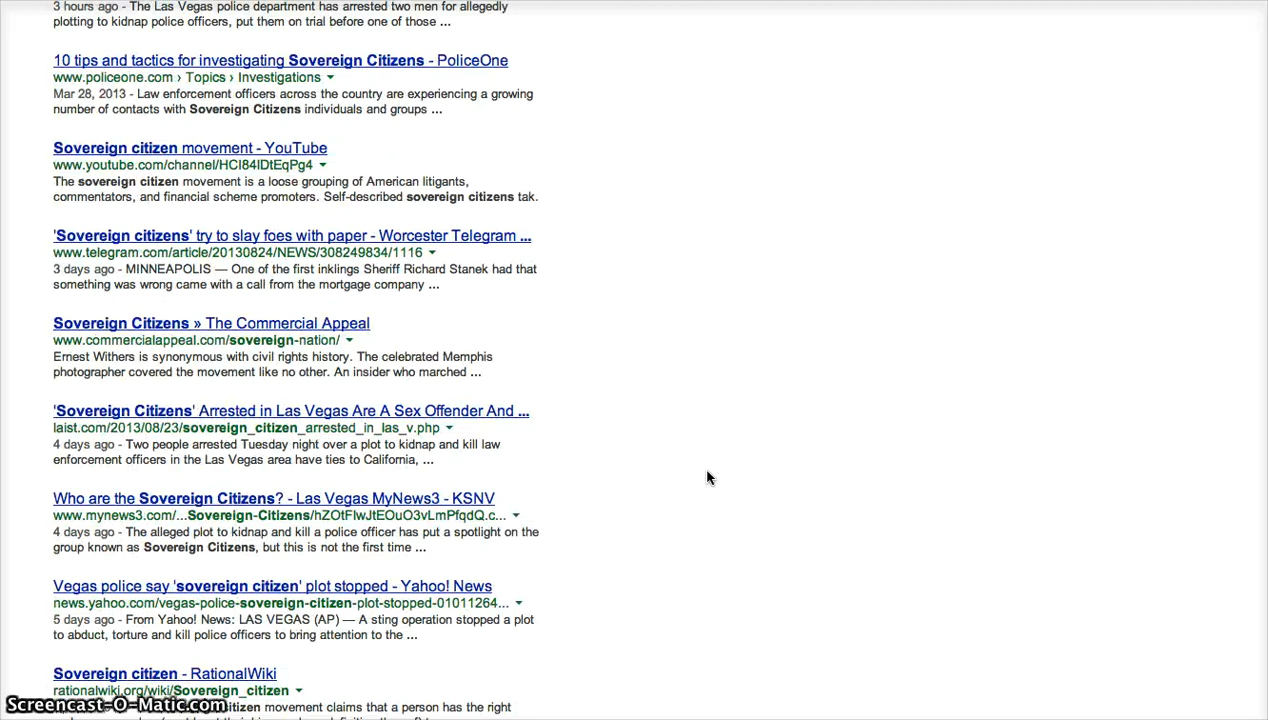 3 hours ago - The Las Vegas police department has arrested two men for allegedly
plotting to kidnap police officers, put them on trial before one of those ...
10 tips and tactics for investigating Sovereign Citizens - PoliceOne
www.policeone.com › Topics › Investigations
Mar 28, 2013 - Law enforcement officers across the country are experiencing a growing
number of contacts with Sovereign Citizens individuals and groups ...
Sovereign citizen movement - YouTube
www.youtube.com/channel/HCI84lDtEqPg4
The sovereign citizen movement is a loose grouping of American litigants,
commentators, and financial scheme promoters. Self-described sovereign citizens tak.
'Sovereign citizens' try to slay foes with paper - Worcester Telegram ...
www.telegram.com/article/20130824/NEWS/308249834/1116
3 days ago - MINNEAPOLIS — One of the first inklings Sheriff Richard Stanek had that
something was wrong came with a call from the mortgage company ...
Sovereign Citizens » The Commercial Appeal
www.commercialappeal.com/sovereign-nation/
Ernest Withers is synonymous with civil rights history. The celebrated Memphis
photographer covered the movement like no other. An insider who marched ...
'Sovereign Citizens' Arrested in Las Vegas Are A Sex Offender And ...
laist.com/2013/08/23/sovereign_citizen_arrested_in_las_v.php
4 days ago - Two people arrested Tuesday night over a plot to kidnap and kill law
enforcement officers in the Las Vegas area have ties to California, ...
Who are the Sovereign Citizens? - Las Vegas MyNews3 - KSNV
www.mynews3.com/...Sovereign-Citizens/hZOtFlwJtEOuO3vLmPfqdQ.c...
4 days ago - The alleged plot to kidnap and kill a police officer has put a spotlight on the
group known as Sovereign Citizens, but this is not the first time ...
Vegas police say 'sovereign citizen' plot stopped - Yahoo! News
news.yahoo.com/vegas-police-sovereign-citizen-plot-stopped-01011264...
5 days ago - From Yahoo! News: LAS VEGAS (AP) — A sting operation stopped a plot
to abduct, torture and kill police officers to bring attention to the ...
Sovereign citizen - RationalWiki
rationalwiki.org/wiki/Sovereign_citizen
Screencast-O-Matic.com
citizen movement claims that a person has the right